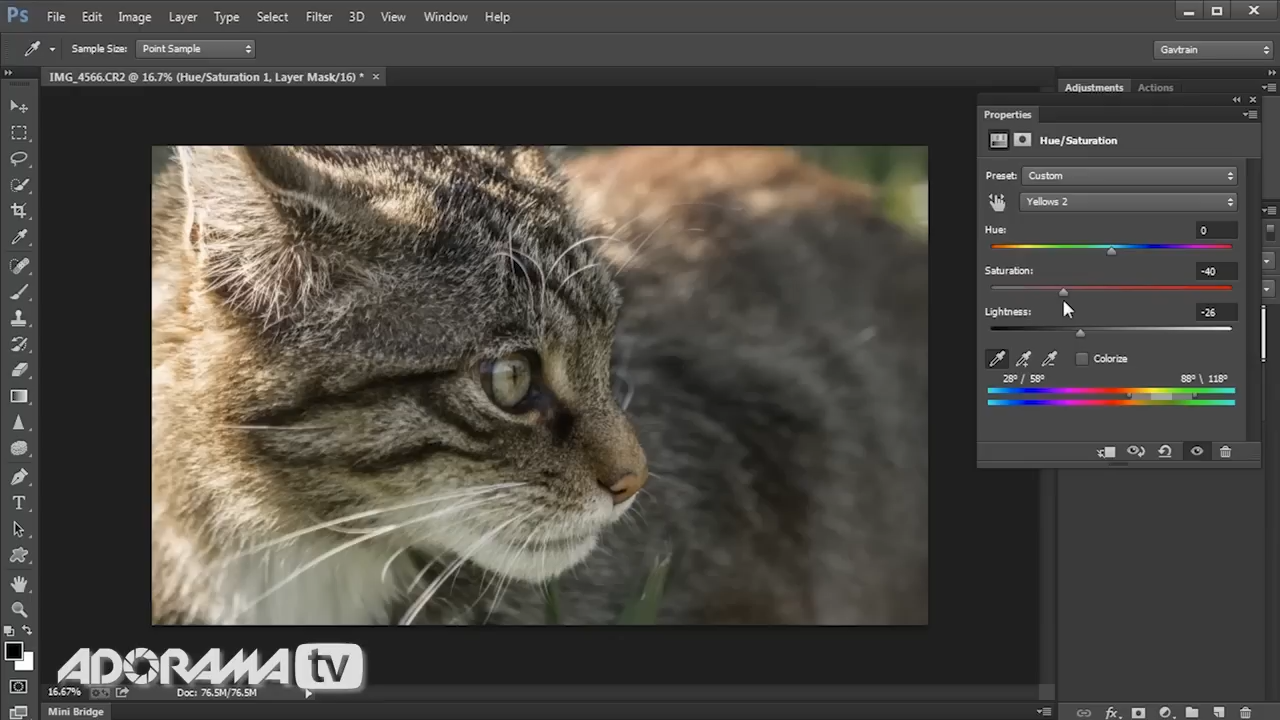 Ps File Edit Image Layer Type Select Filter 3D View Window Help
Sample Size: Point Sample Gavtrain
IMG_4566.CR2 @ 16.7% (Hue/Saturation 1, Layer Mask/16) * ×
Adjustments Actions
Properties
Hue/Saturation
Preset: Custom
Yellows 2
Hue: 0
Saturation: -40
Lightness: -26
Colorize
28° / 58° 88° \ 118°
T
ADORAMA tv
16.67% Doc: 76.5M/76.5M
Mini Bridge
fx